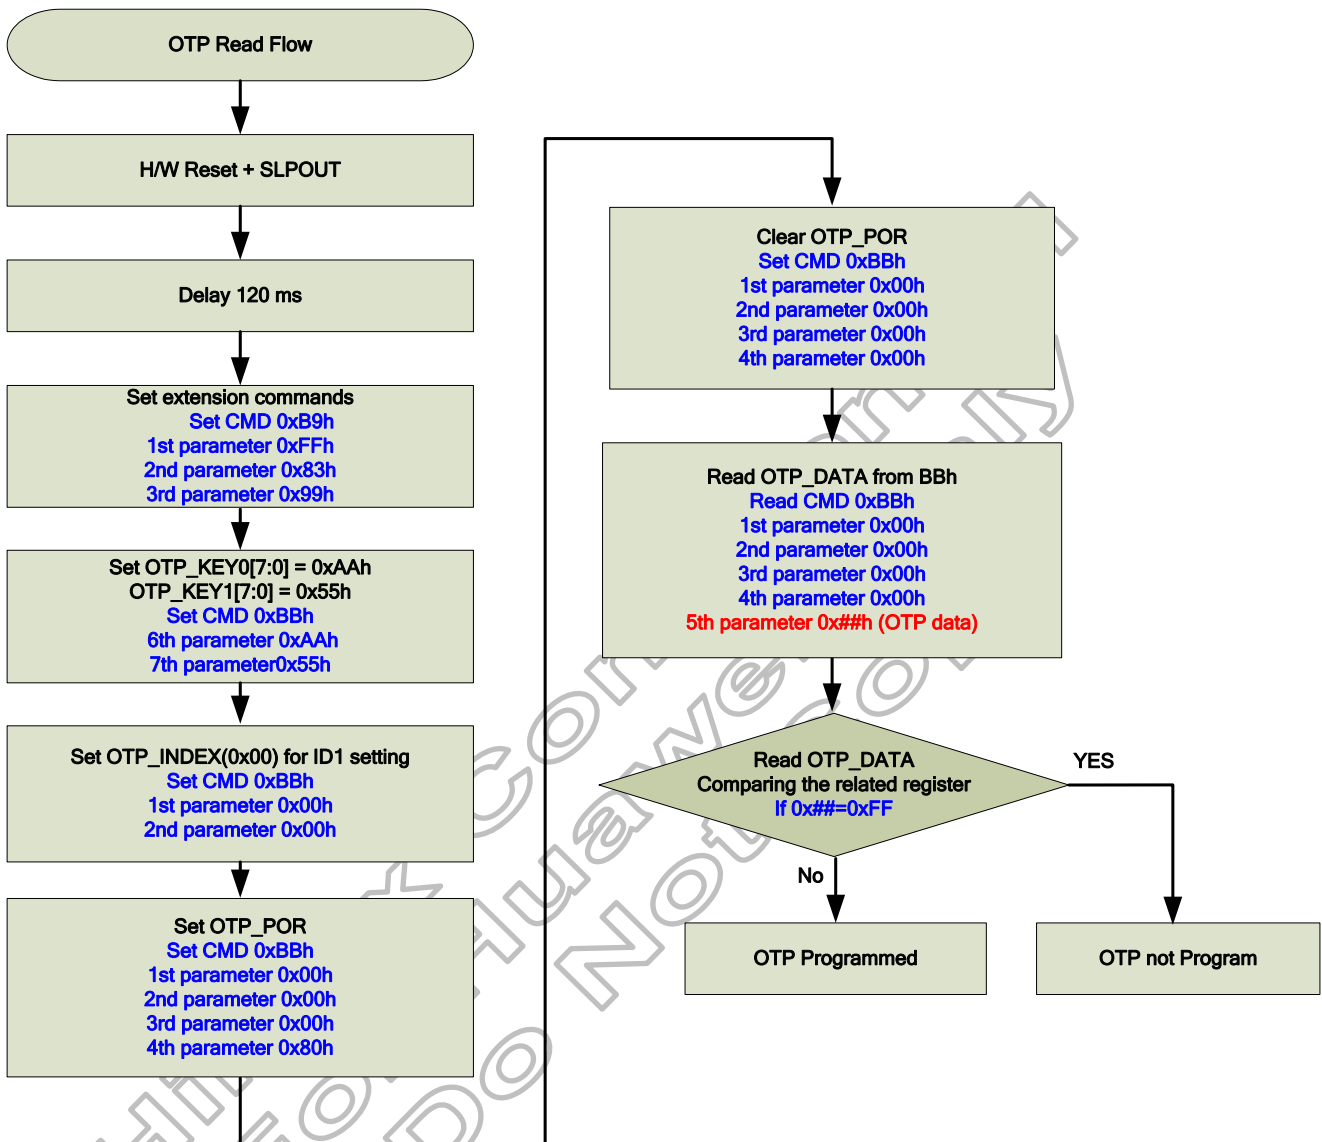 OTP Read Flow
H/W Reset + SLPOUT
Delay 120 ms
Set extension commands
Set CMD 0xB9h
1st parameter 0xFFh
2nd parameter 0x83h
3rd parameter 0x99h
Set OTP_KEY0[7:0] = 0xAAh
OTP_KEY1[7:0] = 0x55h
Set CMD 0xBBh
6th parameter 0xAAh
7th parameter0x55h
Set OTP_INDEX(0x00) for ID1 setting
Set CMD 0xBBh
1st parameter 0x00h
2nd parameter 0x00h
Set OTP_POR
Set CMD 0xBBh
1st parameter 0x00h
2nd parameter 0x00h
3rd parameter 0x00h
4th parameter 0x80h
Clear OTP_POR
Set CMD 0xBBh
1st parameter 0x00h
2nd parameter 0x00h
3rd parameter 0x00h
4th parameter 0x00h
Read OTP_DATA from BBh
Read CMD 0xBBh
1st parameter 0x00h
2nd parameter 0x00h
3rd parameter 0x00h
4th parameter 0x00h
5th parameter 0x##h (OTP data)
Read OTP_DATA
Comparing the related register
If 0x##=0xFF
YES
No
OTP Programmed
OTP not Program
For Huawei
DO Not